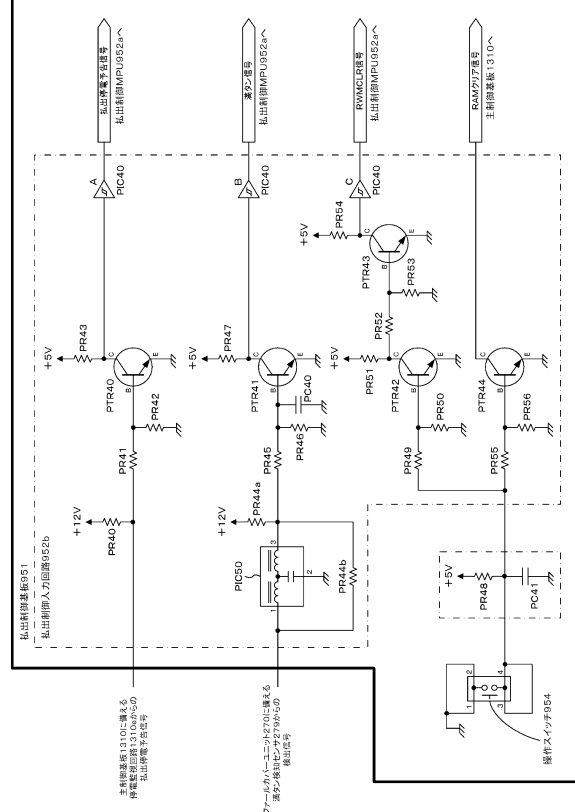 払出制御基板951
払出制御入力回路952b
主制御基板1310に備える
停電監視回路1310eからの
払出停電予告信号
+12V
PR40
PR41
PR42
+5V
PR43
PTR40
B
C
E
A
PIC40
払出停電予告信号
払出制御MPU952aへ
ファールカバーユニット270に備える
満タン検知センサ279からの
検出信号
PIC50
1
2
3
+12V
PR44a
PR44b
PR45
PR46
PC40
+5V
PR47
PTR41
B
C
E
B
PIC40
満タン信号
払出制御MPU952aへ
+5V
PR51
PTR42
B
C
E
PR49
PR50
PR52
PR53
+5V
PR54
PTR43
B
C
E
C
PIC40
RWMCLR信号
払出制御MPU952aへ
操作スイッチ954
1
2
3
4
+5V
PR48
PC41
PR55
PR56
PTR44
B
C
E
RAMクリア信号
主制御基板1310へ